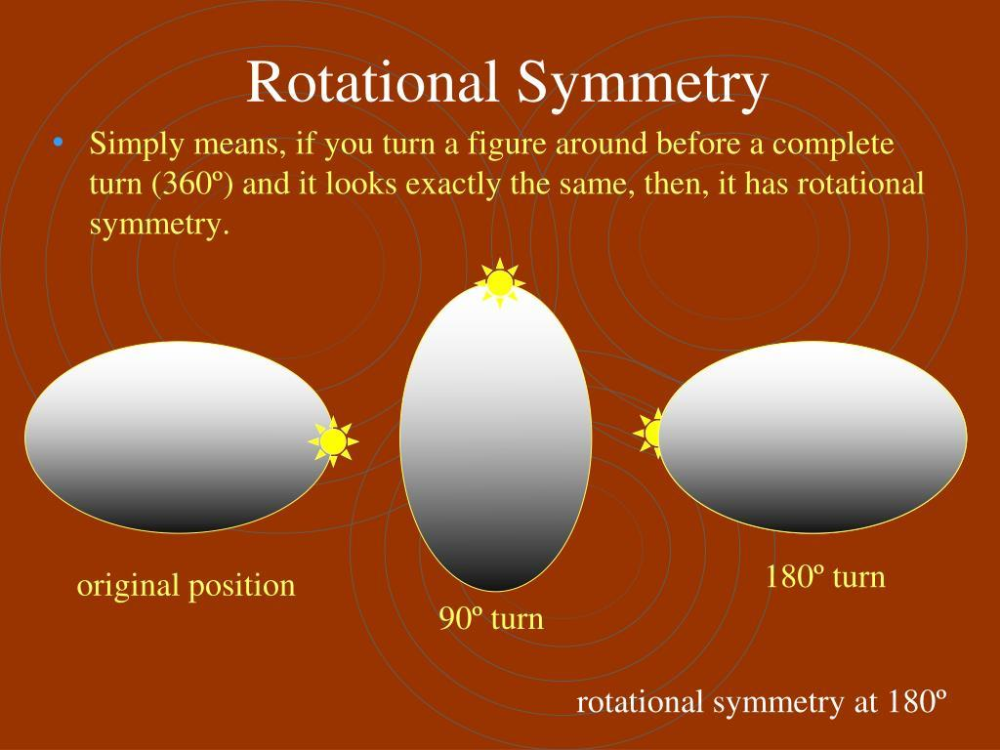 Rotational Symmetry
• Simply means, if you turn a figure around before a complete
turn (360º) and it looks exactly the same, then, it has rotational
symmetry.
original position
90º turn
180º turn
rotational symmetry at 180º